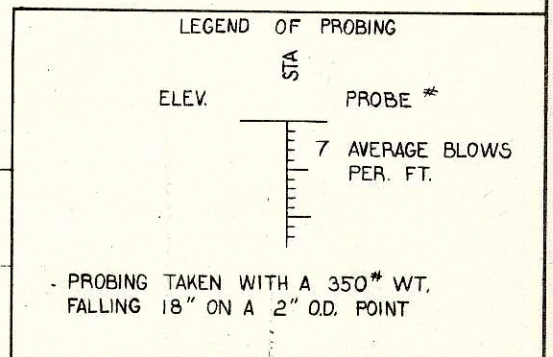 LEGEND OF PROBING
STA
ELEV. PROBE #
7 AVERAGE BLOWS
PER. FT.
PROBING TAKEN WITH A 350# WT.
FALLING 18" ON A 2" O.D. POINT